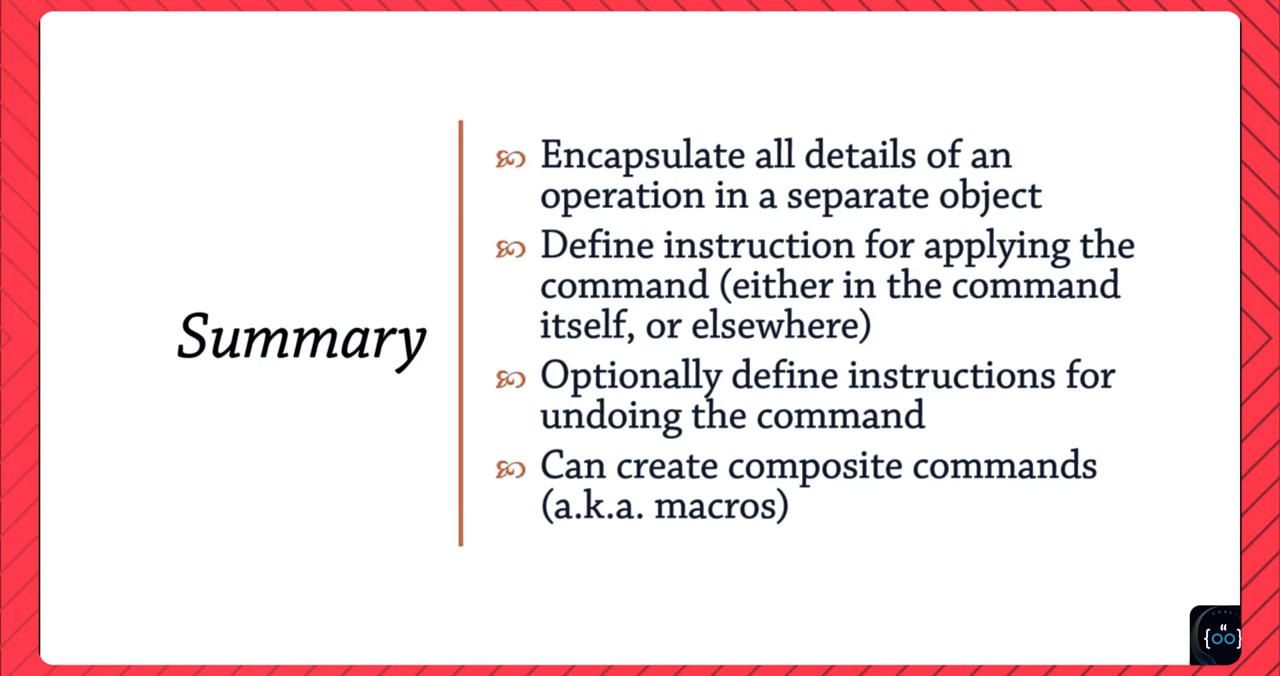 Summary
Encapsulate all details of an
operation in a separate object
Define instruction for applying the
command (either in the command
itself, or elsewhere)
Optionally define instructions for
undoing the command
Can create composite commands
(a.k.a. macros)